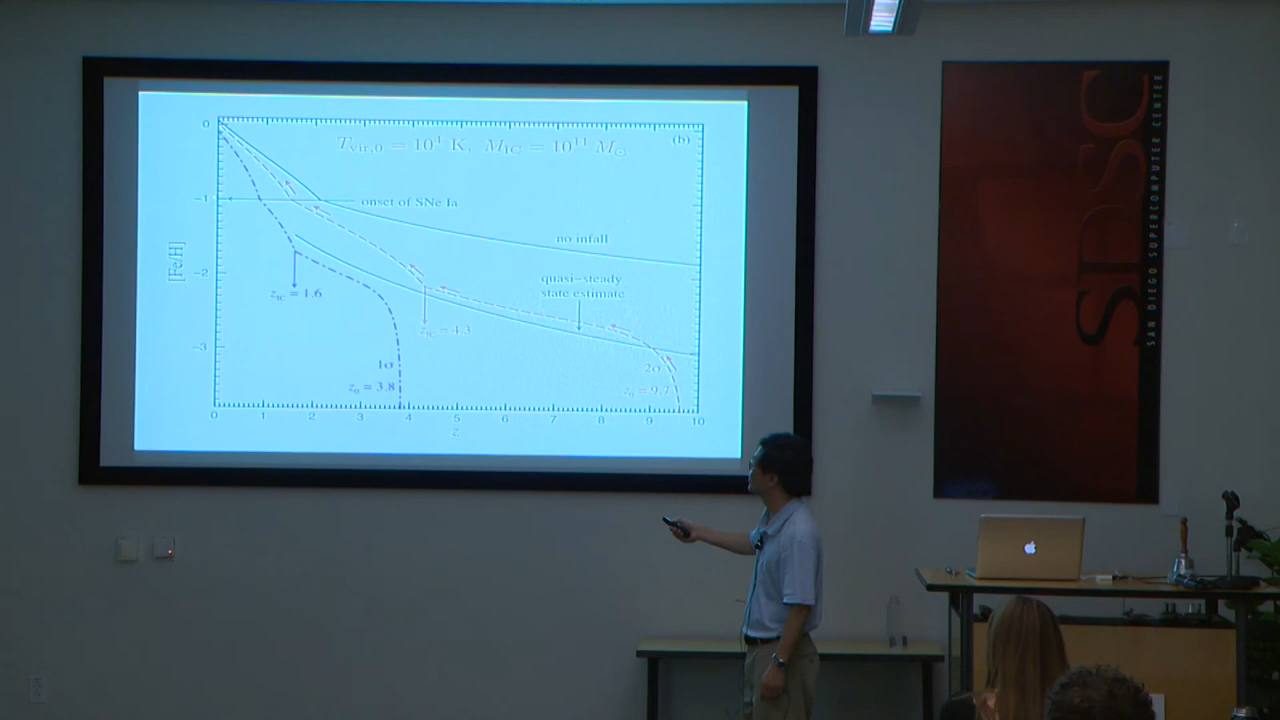 0
T_vir,0 = 10^4 K, M_IC = 10^11 M_⊙
(b)
−1
onset of SNe Ia
no infall
[Fe/H]
−2
quasi−steady
state estimate
z_IC = 1.6
z_IC = 4.3
−3
1σ
z_0 = 3.8
2σ
z_0 = 9.7
0 1 2 3 4 5 6 7 8 9 10
z
SDSC
SAN DIEGO SUPERCOMPUTER CENTER